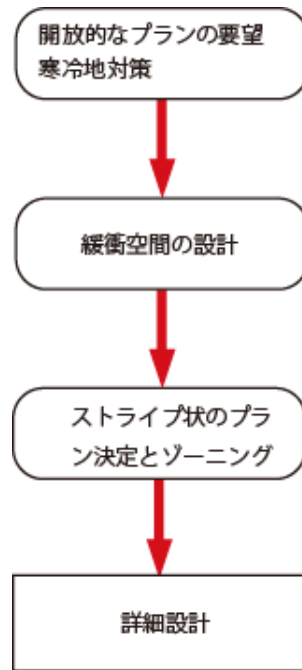 開放的なプランの要望
寒冷地対策
緩衝空間の設計
ストライプ状のプラ
ン決定とゾーニング
詳細設計